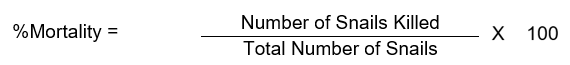 Number of Snails Killed
%Mortality = X 100
Total Number of Snails